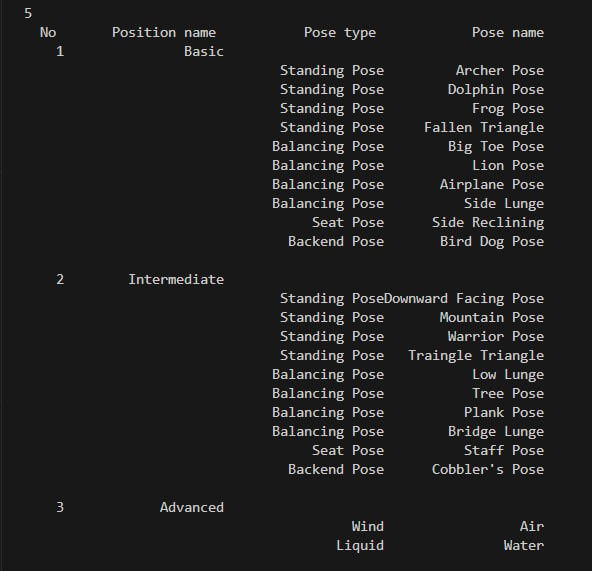 5
No Position name Pose type Pose name
1 Basic
Standing Pose Archer Pose
Standing Pose Dolphin Pose
Standing Pose Frog Pose
Standing Pose Fallen Triangle
Balancing Pose Big Toe Pose
Balancing Pose Lion Pose
Balancing Pose Airplane Pose
Balancing Pose Side Lunge
Seat Pose Side Reclining
Backend Pose Bird Dog Pose
2 Intermediate
Standing PoseDownward Facing Pose
Standing Pose Mountain Pose
Standing Pose Warrior Pose
Standing Pose Traingle Triangle
Balancing Pose Low Lunge
Balancing Pose Tree Pose
Balancing Pose Plank Pose
Balancing Pose Bridge Lunge
Seat Pose Staff Pose
Backend Pose Cobbler's Pose
3 Advanced
Wind Air
Liquid Water